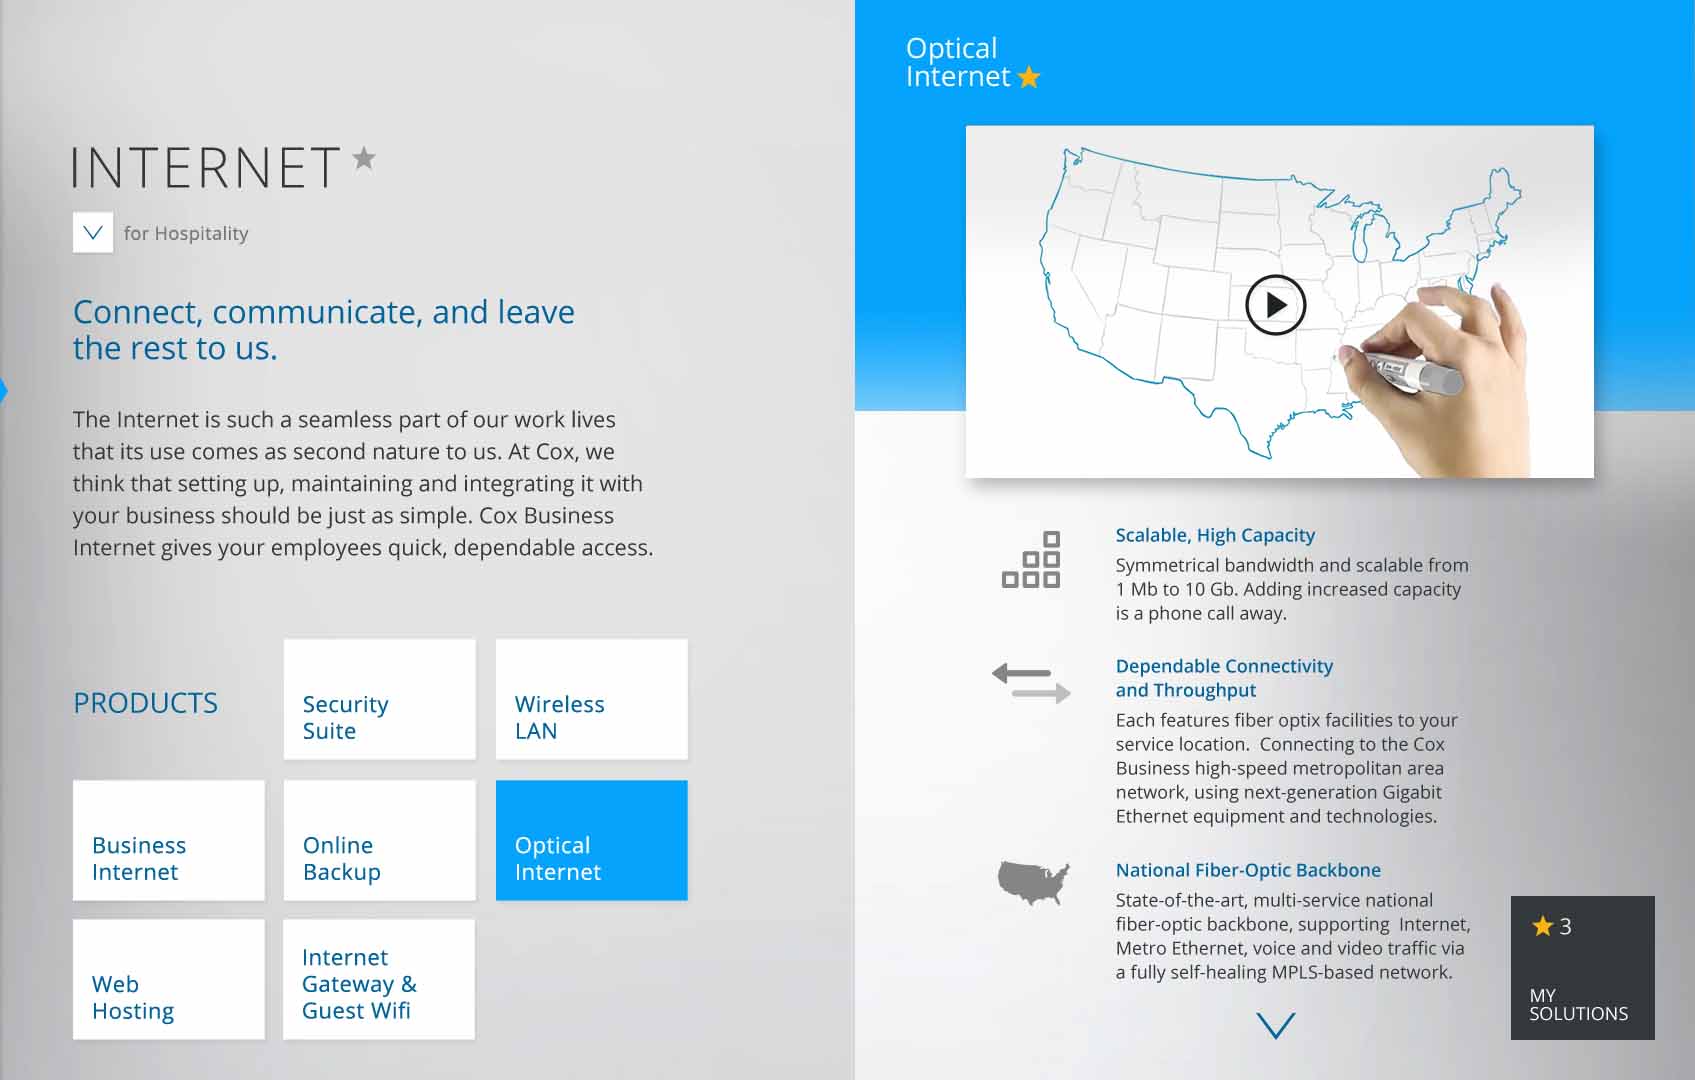 INTERNET
for Hospitality
Connect, communicate, and leave
the rest to us.
The Internet is such a seamless part of our work lives
that its use comes as second nature to us. At Cox, we
think that setting up, maintaining and integrating it with
your business should be just as simple. Cox Business
Internet gives your employees quick, dependable access.
PRODUCTS
Security
Suite
Wireless
LAN
Business
Internet
Online
Backup
Optical
Internet
Web
Hosting
Internet
Gateway &
Guest Wifi
Optical
Internet
Scalable, High Capacity
Symmetrical bandwidth and scalable from
1 Mb to 10 Gb. Adding increased capacity
is a phone call away.
Dependable Connectivity
and Throughput
Each features fiber optix facilities to your
service location.  Connecting to the Cox
Business high-speed metropolitan area
network, using next-generation Gigabit
Ethernet equipment and technologies.
National Fiber-Optic Backbone
State-of-the-art, multi-service national
fiber-optic backbone, supporting  Internet,
Metro Ethernet, voice and video traffic via
a fully self-healing MPLS-based network.
3
MY
SOLUTIONS